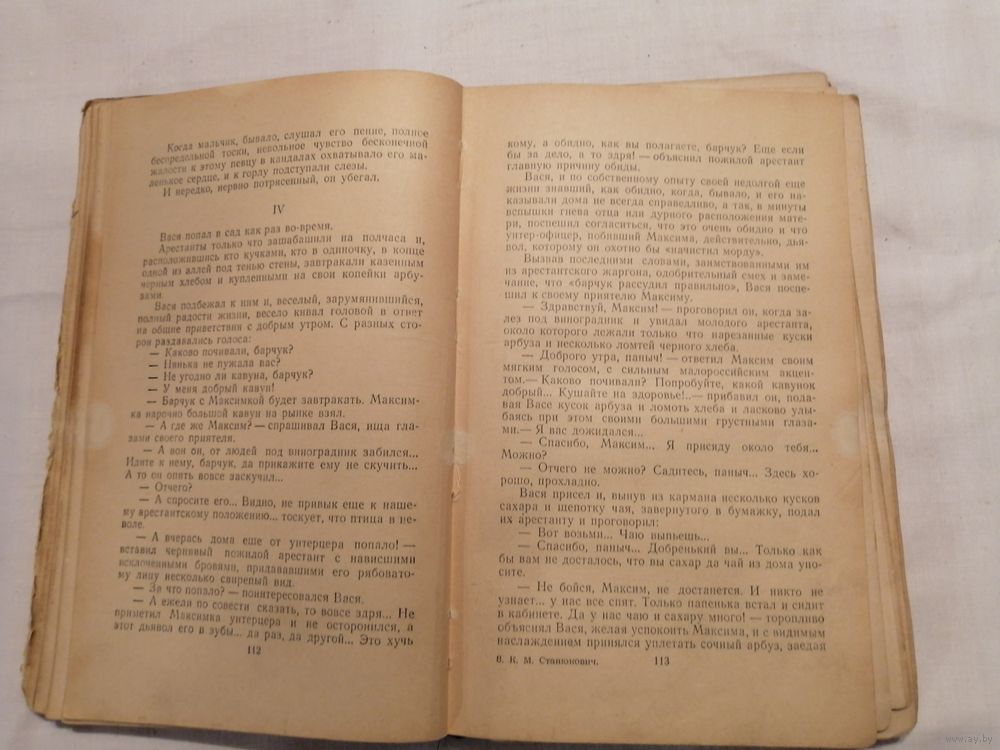 Когда мальчик, бывало, слушал его пение, полное
беспредельной тоски, невольное чувство бесконечной
жалости к этому певцу в кандалах охватывало его ма-
ленькое сердце, и к горлу подступали слезы.
И нередко, нервно потрясенный, он убегал.
IV
Вася попал в сад как раз во-время.
Арестанты только что зашабашили на полчаса и,
расположившись кто кучками, кто в одиночку, в конце
одной из аллей под тенью стены, завтракали казенным
черным хлебом и купленными на свои копейки арбу-
зами.
Вася подбежал к ним и, веселый, зарумянившийся,
полный радости жизни, весело кивал головой в ответ
на общие приветствия с добрым утром. С разных сто-
рон раздавались голоса:
— Каково почивали, барчук?
— Нянька не пужала вас?
— Не угодно ли кавуна, барчук?
— У меня добрый кавун!
— Барчук с Максимкой будет завтракать. Максим-
ка нарочно большой кавун на рынке взял.
— А где же Максим? — спрашивал Вася, ища гла-
зами своего приятеля.
— А вон он, от людей под виноградник забился...
Идите к нему, барчук, да прикажите ему не скучить...
А то он опять вовсе заскучил...
— Отчего?
— А спросите его... Видно, не привык еще к наше-
му арестантскому положению... тоскует, что птица в не-
воле.
— А вчерась дома еще от унтерцера попало! —
вставил чернявый пожилой арестант с нависшими
всклоченными бровями, придававшими его рябовато-
му лицу несколько свирепый вид.
— За что попало? — поинтересовался Вася.
— А ежели по совести сказать, то вовсе здря... Не
приметил Максимка унтерцера и не осторонился, а
этот дьявол его в зубы... да раз, да другой... Это хучь
112
кому, а обидно, как вы полагаете, барчук? Еще если
бы за дело, а то здря! — объяснил пожилой арестант
главную причину обиды.
Вася, и по собственному опыту своей недолгой еще
жизни знавший, как обидно, когда, бывало, и его на-
казывали дома не всегда справедливо, а так, в минуты
вспышки гнева отца или дурного расположения мате-
ри, поспешил согласиться, что это очень обидно и что
унтер-офицер, побивший Максима, действительно, дья-
вол, которому он охотно бы «начистил морду».
Вызвав последними словами, заимствованными им
из арестантского жаргона, одобрительный смех и заме-
чание, что «барчук рассудил правильно», Вася поспе-
шил к своему приятелю Максиму.
— Здравствуй, Максим! — проговорил он, когда за-
лез под виноградник и увидал молодого арестанта,
около которого лежали только что нарезанные куски
арбуза и несколько ломтей черного хлеба.
— Доброго утра, паныч! — ответил Максим своим
мягким голосом, с сильным малороссийским акцен-
том.— Каково почивали? Попробуйте, какой кавунок
добрый... Кушайте на здоровье!..— прибавил он, пода-
вая Васе кусок арбуза и ломоть хлеба и ласково улы-
баясь при этом своими большими грустными глаза-
ми.— Я вас дожидался...
— Спасибо, Максим... Я присяду около тебя..
Можно?
— Отчего не можно? Садитесь, паныч... Здесь хо-
рошо, прохладно.
Вася присел и, вынув из кармана несколько кусков
сахара и щепотку чая, завернутого в бумажку, подал
их арестанту и проговорил:
— Вот возьми... Чаю выпьешь...
— Спасибо, паныч... Добренький вы... Только как
бы вам не досталось, что вы сахар да чай из дома уно-
сите.
— Не бойся, Максим, не достанется. И никто не
узнает... у нас все спят. Только папенька встал и сидит
в кабинете. Да у нас чаю и сахару много! — торопливо
объяснял Вася, желая успокоить Максима, и с видимым
наслаждением принялся уплетать сочный арбуз, заедая
6. К. М. Станюкович.
113
www.ay.by